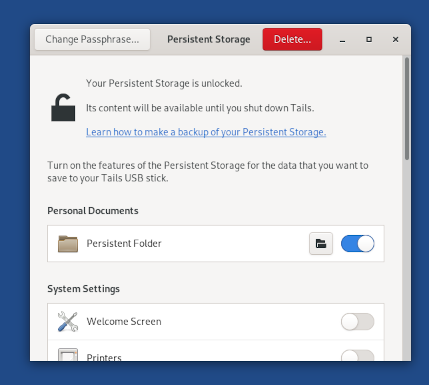 Change Passphrase...
Persistent Storage
Delete...
Your Persistent Storage is unlocked.
Its content will be available until you shut down Tails.
Learn how to make a backup of your Persistent Storage.
Turn on the features of the Persistent Storage for the data that you want to
save to your Tails USB stick.
Personal Documents
Persistent Folder
System Settings
Welcome Screen
Printers